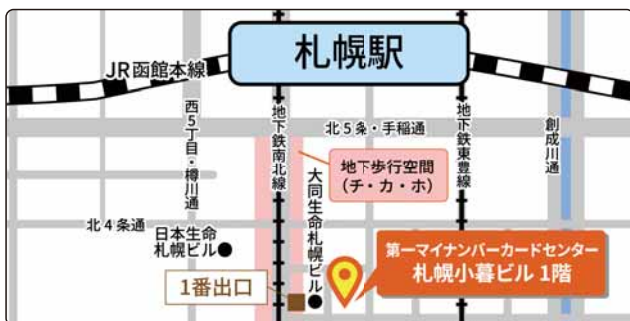 札幌駅
JR函館本線
西5丁目・樽川通
地下鉄南北線
北5条・手稲通
地下鉄東豊線
創成川通
地下歩行空間
(チ・カ・ホ)
大同生命札幌ビル
北4条通
日本生命
札幌ビル
第一マイナンバーカードセンター
札幌小暮ビル 1階
1番出口